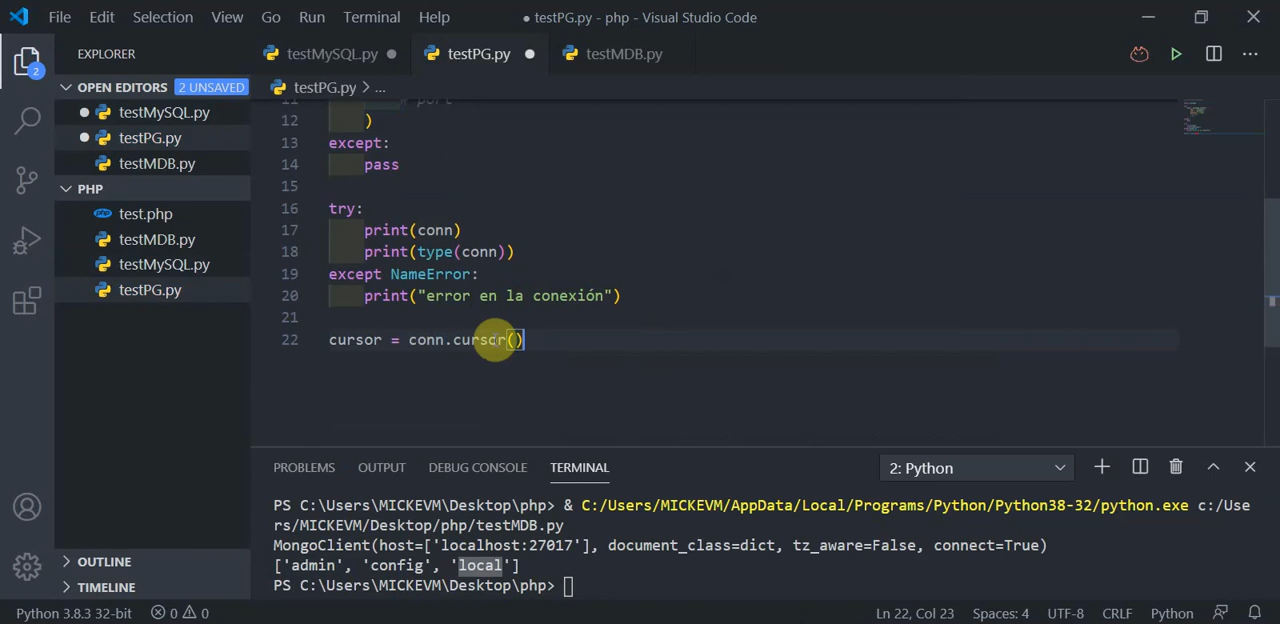 File Edit Selection View Go Run Terminal Help ● testPG.py - php - Visual Studio Code
EXPLORER
testMySQL.py ● testPG.py ● testMDB.py
OPEN EDITORS 2 UNSAVED
testPG.py > ...
● testMySQL.py
● testPG.py
testMDB.py
PHP
test.php
testMDB.py
testMySQL.py
testPG.py
11 # port
12 )
13 except:
14 pass
15
16 try:
17 print(conn)
18 print(type(conn))
19 except NameError:
20 print("error en la conexión")
21
22 cursor = conn.cursor()
2
PROBLEMS OUTPUT DEBUG CONSOLE TERMINAL 2: Python
PS C:\Users\MICKEVM\Desktop\php> & C:/Users/MICKEVM/AppData/Local/Programs/Python/Python38-32/python.exe c:/Use
rs/MICKEVM/Desktop/php/testMDB.py
MongoClient(host=['localhost:27017'], document_class=dict, tz_aware=False, connect=True)
['admin', 'config', 'local']
PS C:\Users\MICKEVM\Desktop\php>
OUTLINE
TIMELINE
Python 3.8.3 32-bit 0 0 Ln 22, Col 23 Spaces: 4 UTF-8 CRLF Python